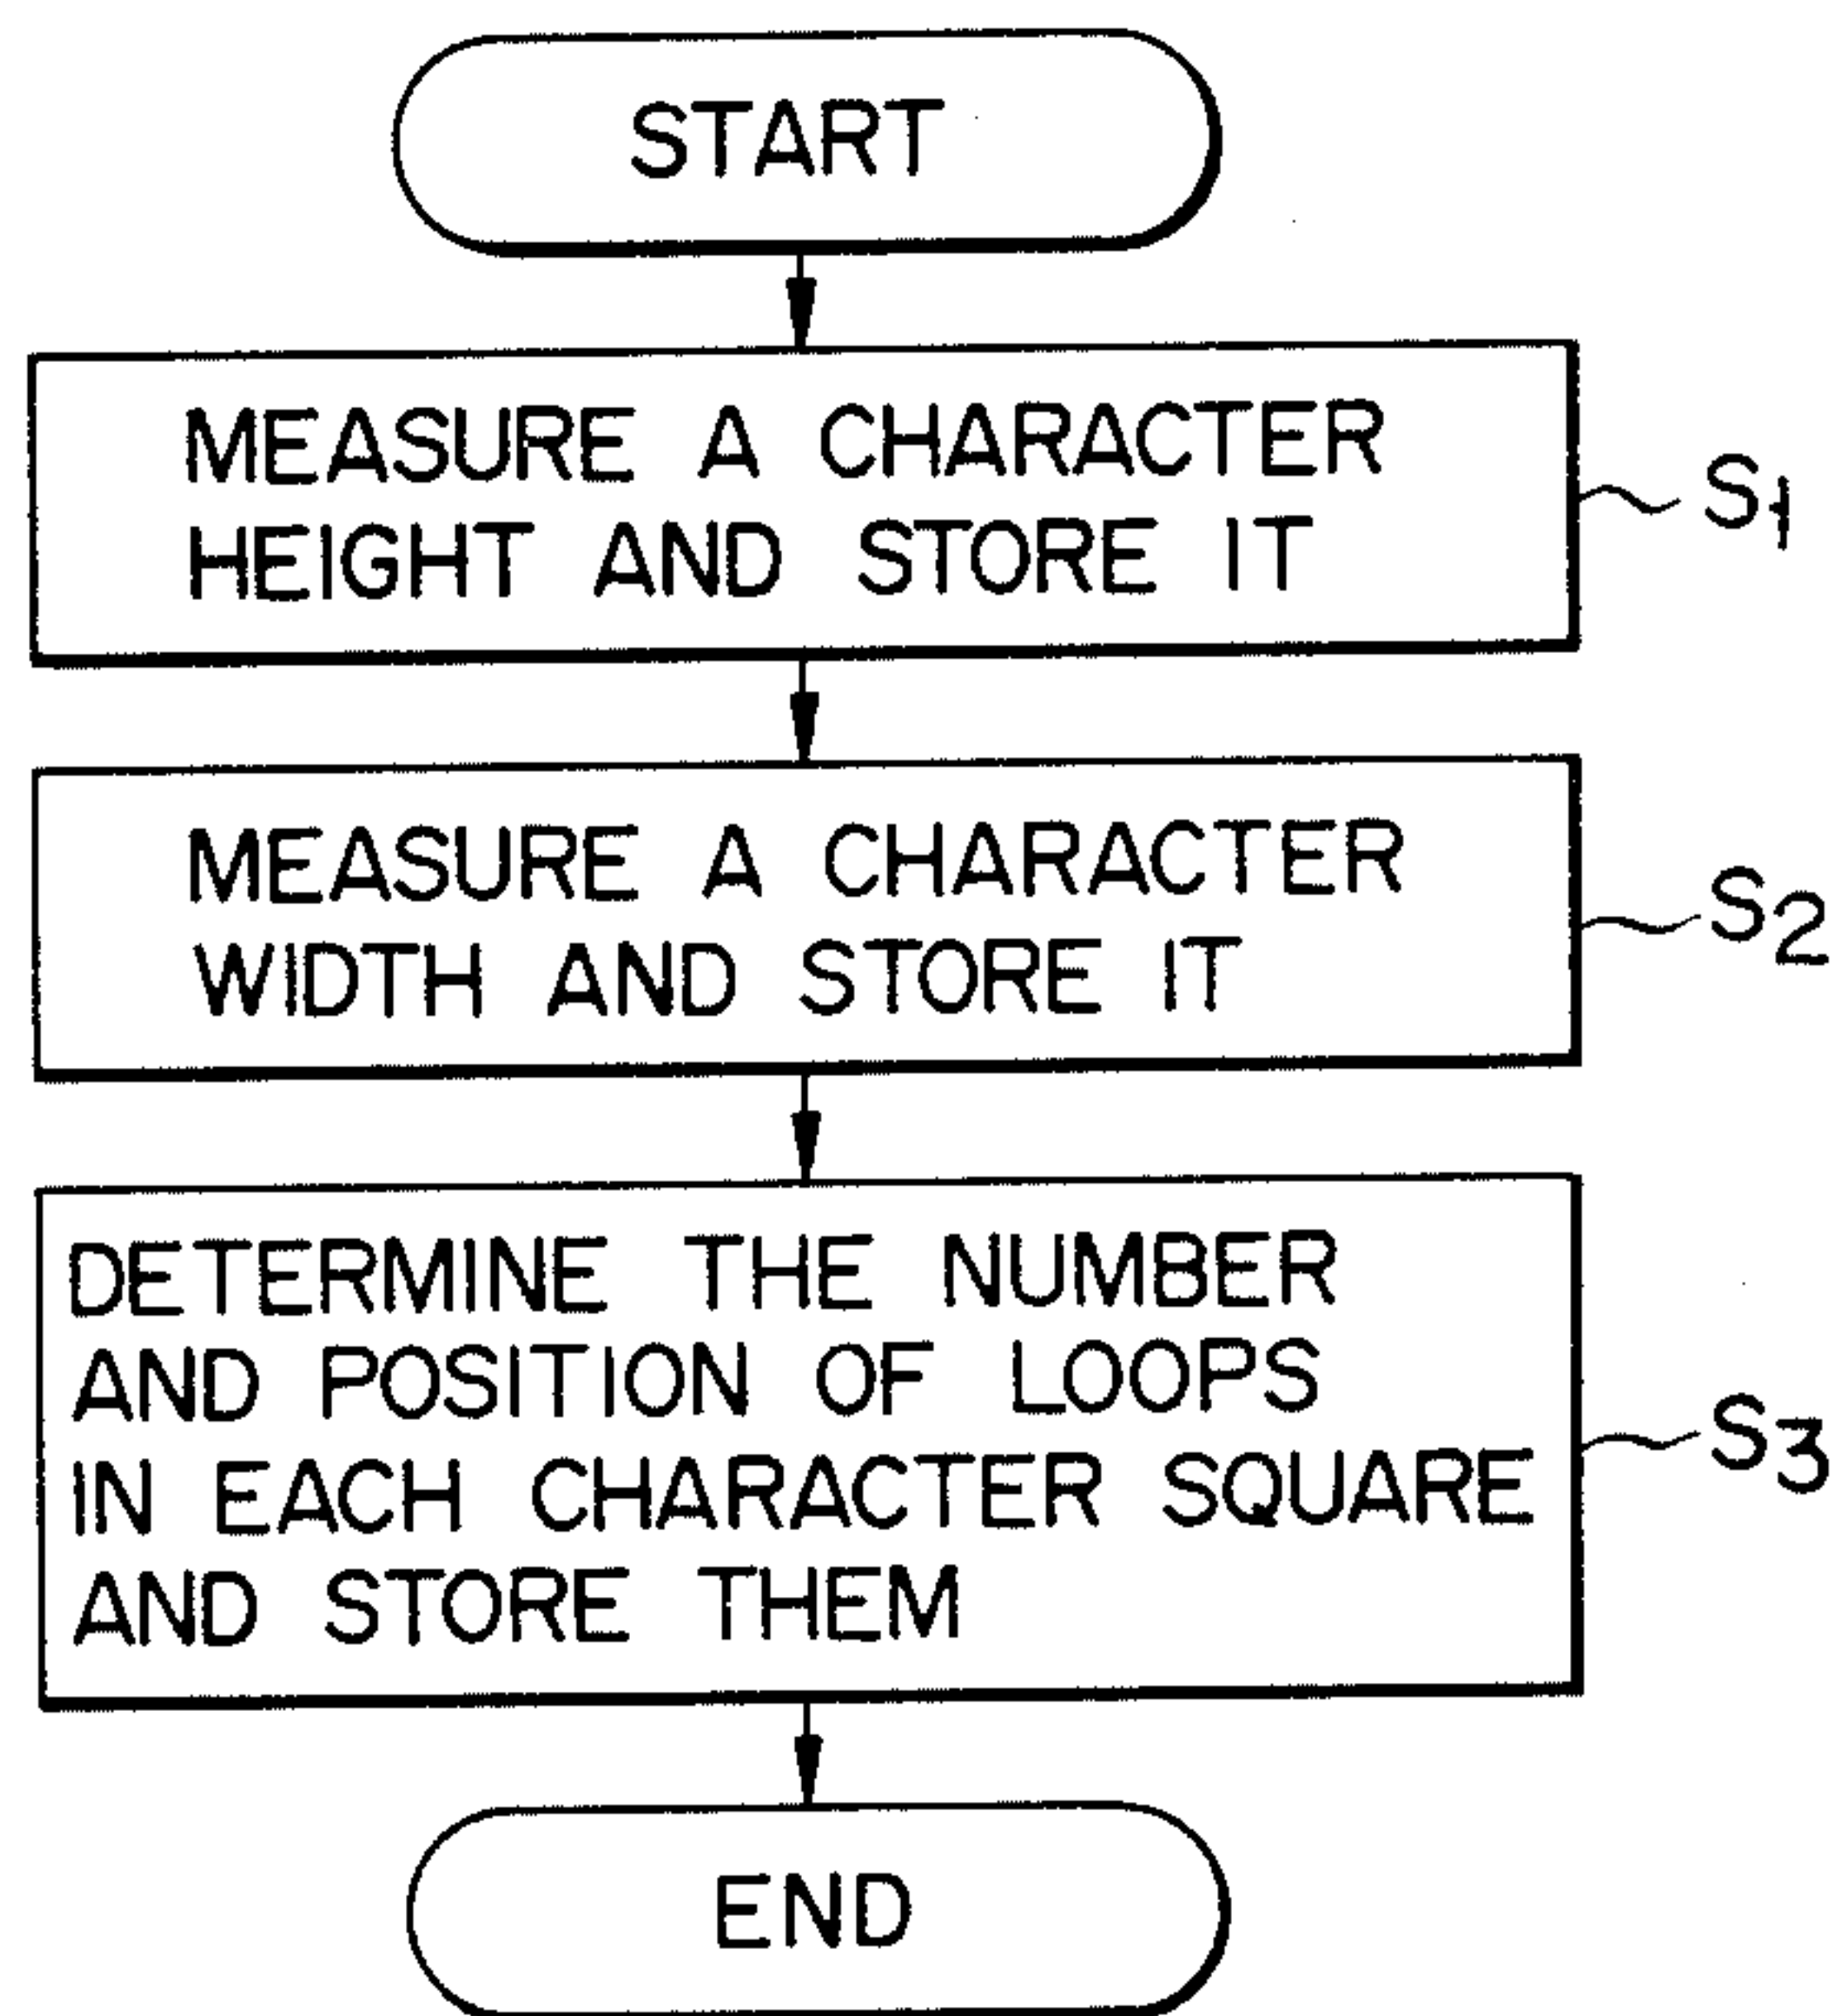 START
MEASURE A CHARACTER
HEIGHT AND STORE IT
S1
MEASURE A CHARACTER
WIDTH AND STORE IT
S2
DETERMINE THE NUMBER
AND POSITION OF LOOPS
IN EACH CHARACTER SQUARE
AND STORE THEM
S3
END